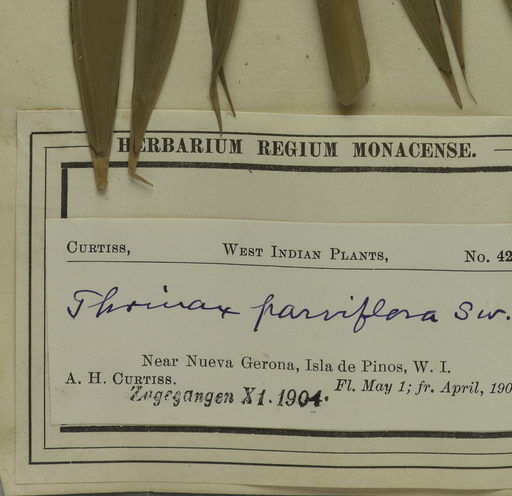 HERBARIUM REGIUM MONACENSE.
CURTISS, WEST INDIAN PLANTS, No. 42
Thrinax parviflora Sw.
Near Nueva Gerona, Isla de Pinos, W. I.
A. H. CURTISS. Fl. May 1; fr. April, 190
Zugegangen XI. 1904.